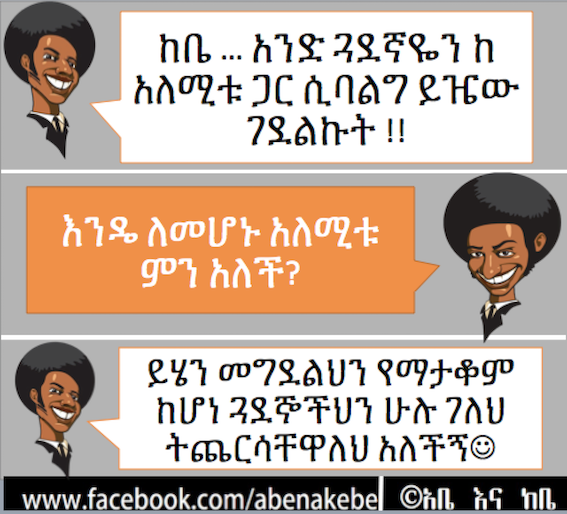 ከቤ ... አንድ ጓደኛዬን ከ
አለሚቱ ጋር ሲባልግ ይዤው
ገደልኩት !!
እንዴ ለመሆኑ አለሚቱ
ምን አለች?
ይሄን መግደልህን የማታቆም
ከሆነ ጓደኞችህን ሁሉ ገለህ
ትጨርሳቸዋለህ አለችኝ☺
www.facebook.com/abenakebe ©አቤ እና ከቤ